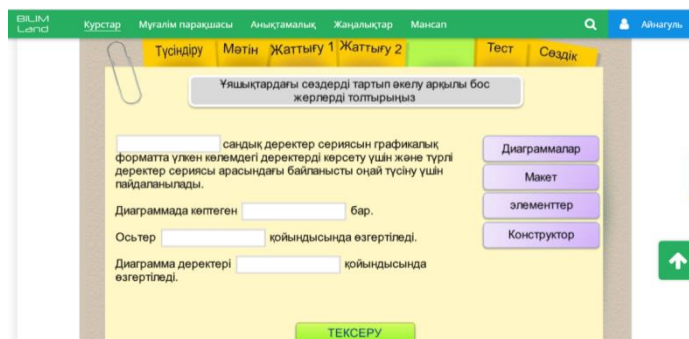 BILIM Land
Курстар Мұғалім парақшасы Анықтамалық Жаңалықтар Мансап Айнагуль
Түсіндіру Мәтін Жаттығу 1 Жаттығу 2 Тест Сөздік
Ұяшықтардағы сөздерді тартып әкелу арқылы бос
жерлерді толтырыңыз
сандық деректер сериясын графикалық
форматта үлкен көлемдегі деректерді көрсету үшін және түрлі
деректер сериясы арасындағы байланысты оңай түсіну үшін
пайдаланылады.
Диаграммада көптеген бар.
Осьтер қойындысында өзгертіледі.
Диаграмма деректері қойындысында
өзгертіледі.
Диаграммалар
Макет
элементтер
Конструктор
ТЕКСЕРУ